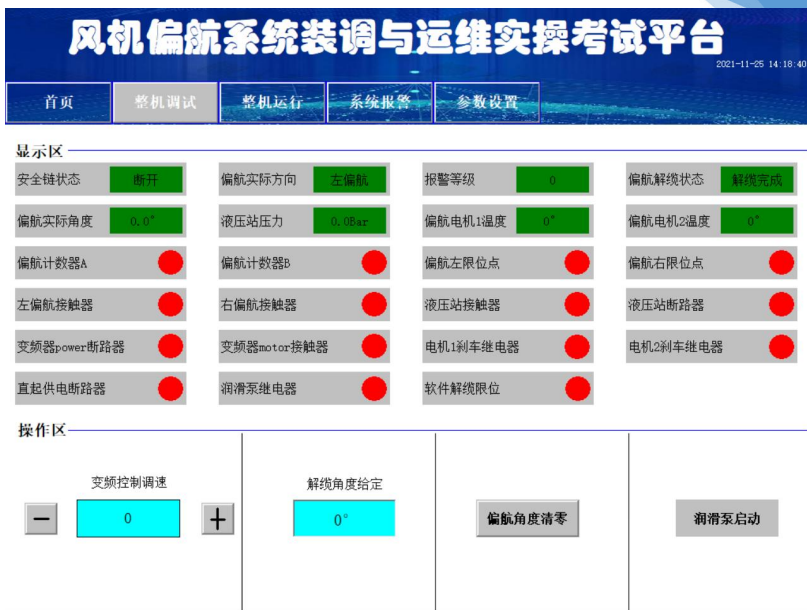 风机偏航系统装调与运维实操考试平台
2021-11-25 14:18:40
首页 整机调试 整机运行 系统报警 参数设置
显示区
安全链状态 断开 偏航实际方向 左偏航 报警等级 0 偏航解缆状态 解缆完成
偏航实际角度 0.0° 液压站压力 0.0Bar 偏航电机1温度 0° 偏航电机2温度 0°
偏航计数器A 偏航计数器B 偏航左限位点 偏航右限位点
左偏航接触器 右偏航接触器 液压站接触器 液压站断路器
变频器power断路器 变频器motor接触器 电机1刹车继电器 电机2刹车继电器
直起供电断路器 润滑泵继电器 软件解缆限位
操作区
变频控制调速 解缆角度给定
− 0 + 0° 偏航角度清零 润滑泵启动